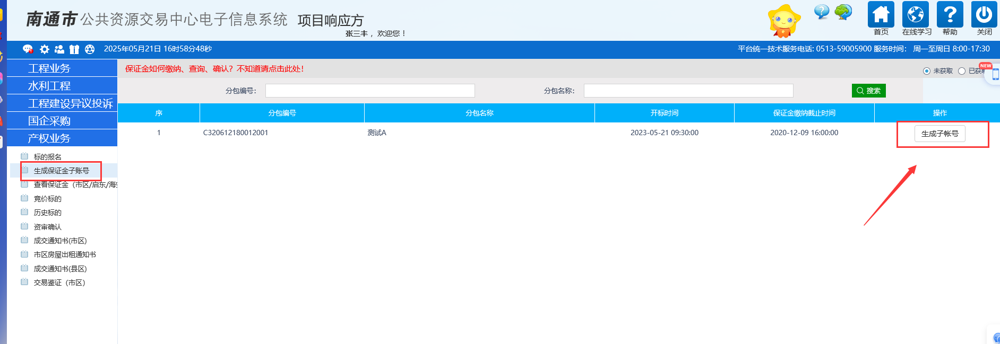 南通市公共资源交易中心电子信息系统 项目响应方
张三丰 ，欢迎您！
首页 在线学习 帮助 关闭
2025年05月21日 16时58分48秒 平台统一技术服务电话: 0513-59005900 服务时间： 周一至周日 8:00-17:30
工程业务
水利工程
工程建设异议投诉
国企采购
产权业务
标的报名
生成保证金子账号
查看保证金（市区/启东/海
竞价标的
历史标的
资审确认
成交通知书(市区)
市区房屋出租通知书
成交通知书(县区)
交易鉴证（市区）
保证金如何缴纳、查询、确认？不知道请点击此处！
未获取 已获
NEW
分包编号： 分包名称： 搜索
序 分包编号 分包名称 开标时间 保证金缴纳截止时间 操作
1 C320612180012001 测试A 2023-05-21 09:30:00 2020-12-09 16:00:00 生成子帐号